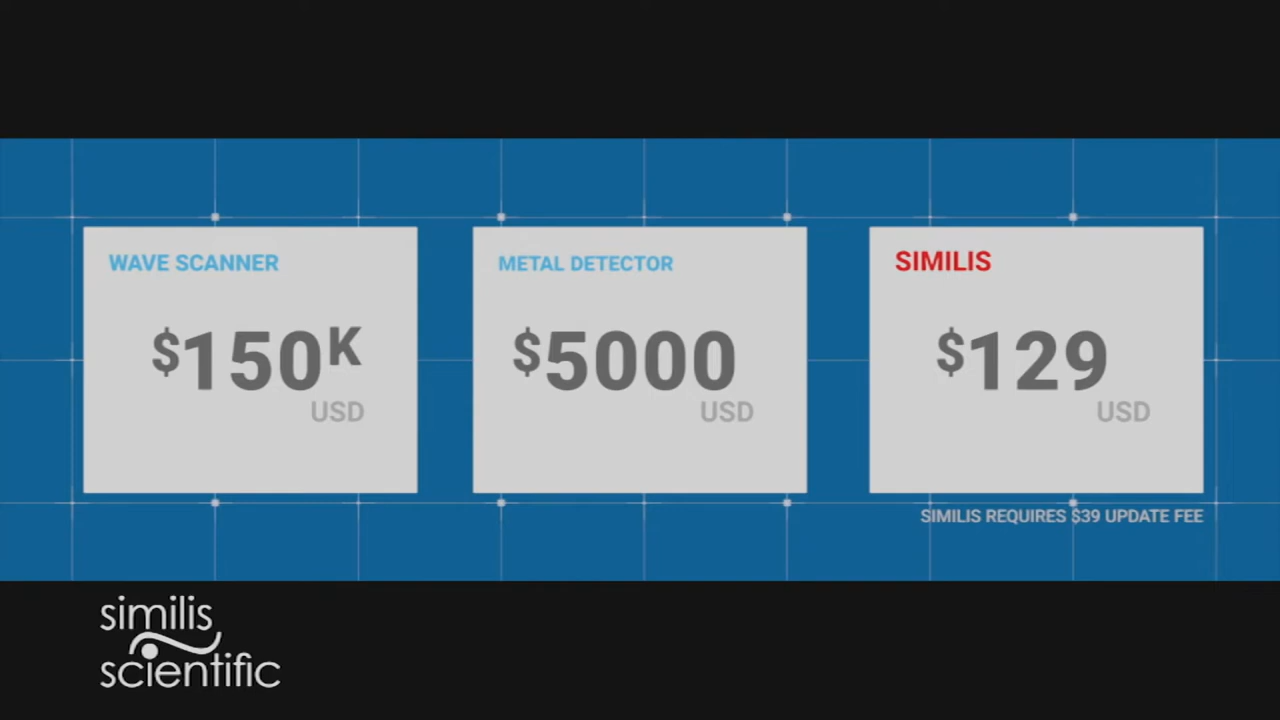 WAVE SCANNER
$150K
USD
METAL DETECTOR
$5000
USD
SIMILIS
$129
USD
SIMILIS REQUIRES $39 UPDATE FEE
similis
scientific